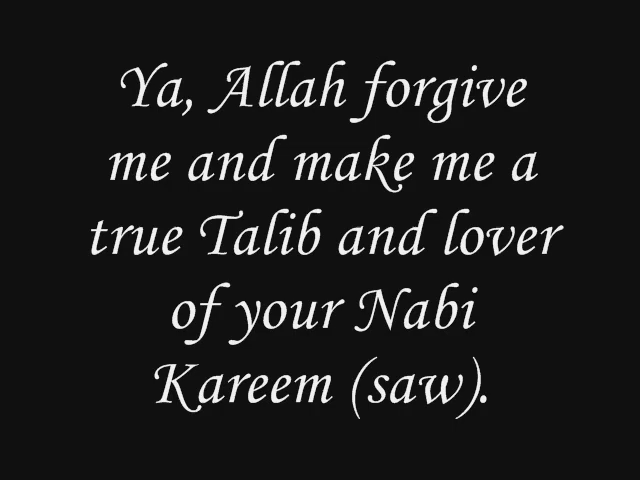 Ya, Allah forgive
me and make me a
true Talib and lover
of your Nabi
Kareem (saw).